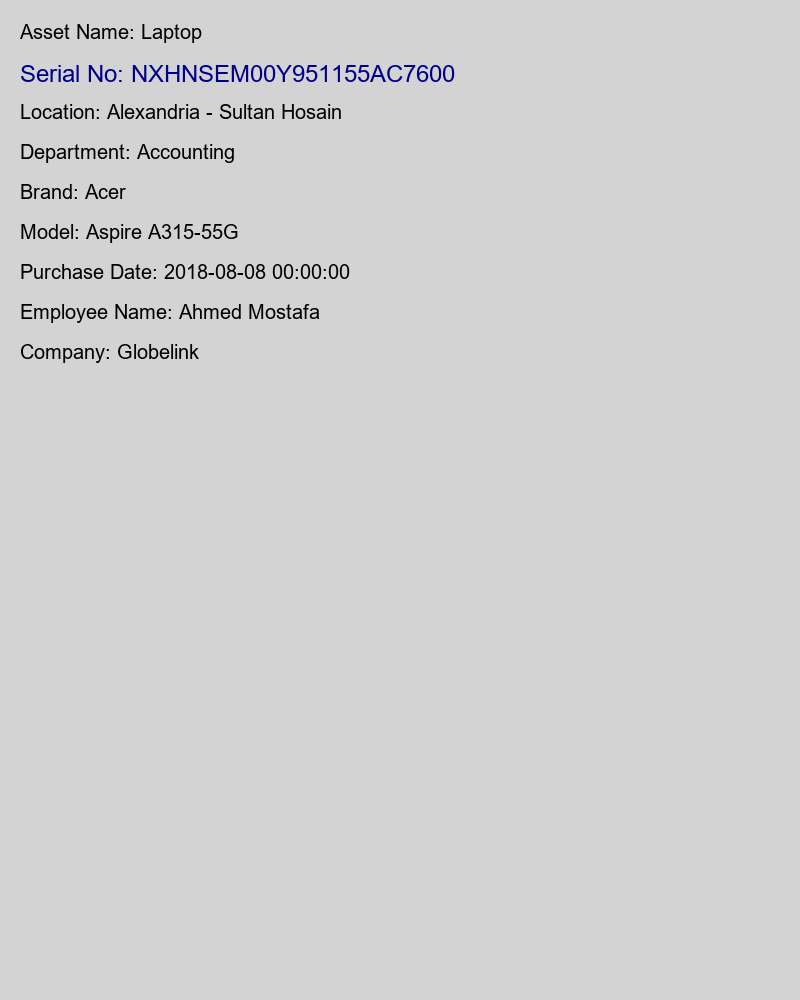 Asset Name: Laptop
Serial No: NXHNSEM00Y951155AC7600
Location: Alexandria - Sultan Hosain
Department: Accounting
Brand: Acer
Model: Aspire A315-55G
Purchase Date: 2018-08-08 00:00:00
Employee Name: Ahmed Mostafa
Company: Globelink